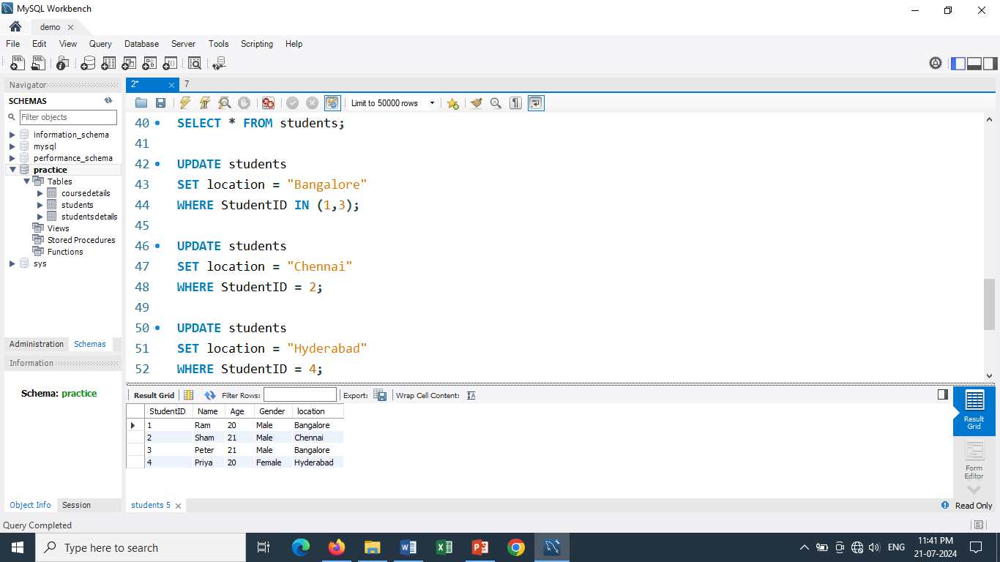 MySQL Workbench
demo
File Edit View Query Database Server Tools Scripting Help
Navigator
SCHEMAS
Filter objects
information_schema
mysql
performance_schema
practice
Tables
coursedetails
students
studentsdetails
Views
Stored Procedures
Functions
sys
Administration Schemas
Information
Schema: practice
Object Info Session
2* 7
Limit to 50000 rows
40 SELECT * FROM students;
41
42 UPDATE students
43 SET location = "Bangalore"
44 WHERE StudentID IN (1,3);
45
46 UPDATE students
47 SET location = "Chennai"
48 WHERE StudentID = 2;
49
50 UPDATE students
51 SET location = "Hyderabad"
52 WHERE StudentID = 4;
Result Grid Filter Rows: Export: Wrap Cell Content:
StudentID Name Age Gender location
1 Ram 20 Male Bangalore
2 Sham 21 Male Chennai
3 Peter 21 Male Bangalore
4 Priya 20 Female Hyderabad
Result
Grid
Form
Editor
students 5
Read Only
Query Completed
Type here to search
ENG
11:41 PM
21-07-2024